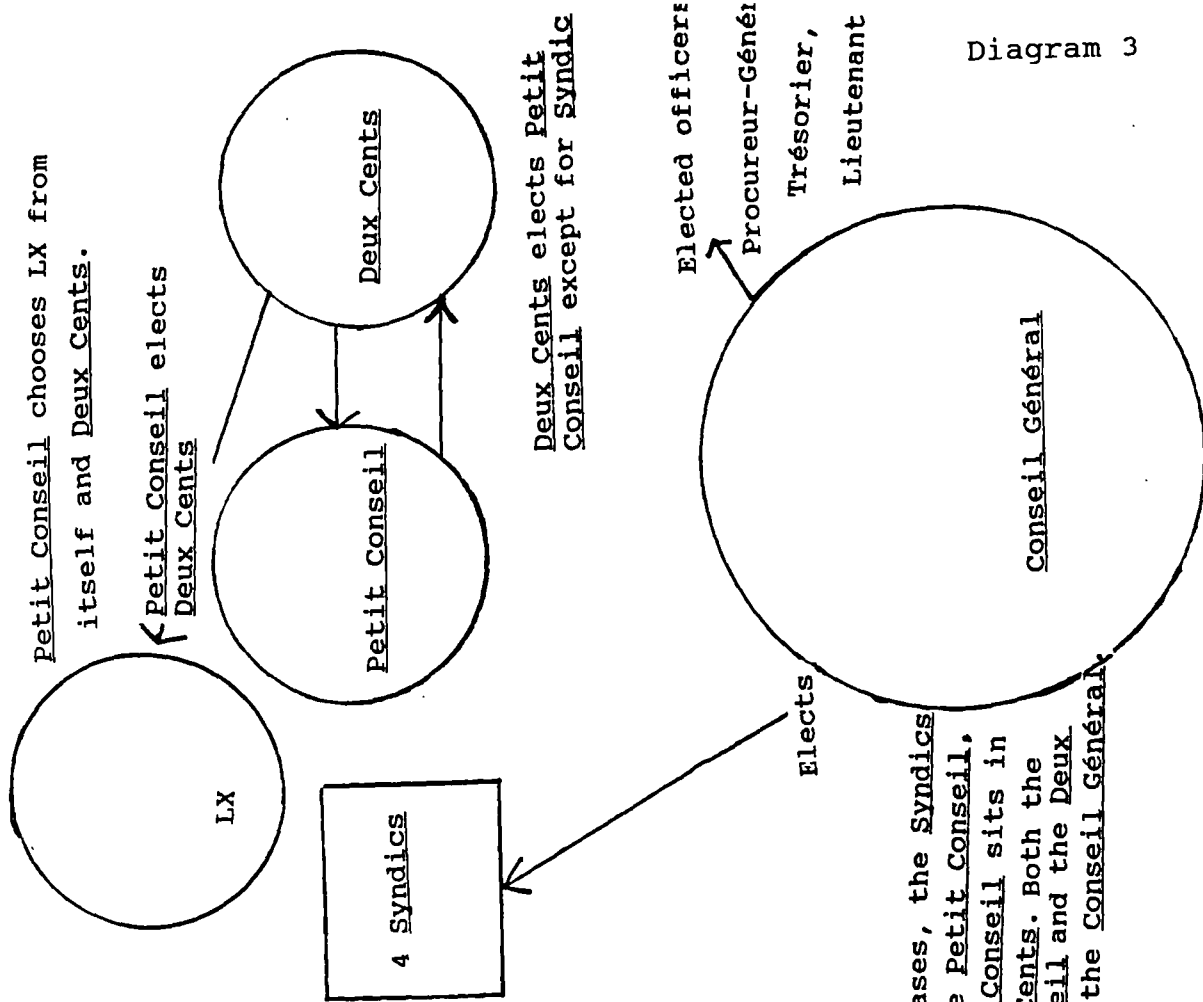 Diagram 3
Petit Conseil chooses LX from
itself and Deux Cents.
Petit Conseil elects
Deux Cents
LX
Petit Conseil
Deux Cents
4 Syndics
Deux Cents elects Petit
Conseil except for Syndic
Elects
Elected officers
Procureur-Génér
Trésorier,
Lieutenant
Conseil Général
ases, the Syndics
e Petit Conseil,
Conseil sits in
Cents. Both the
eil and the Deux
the Conseil Général.